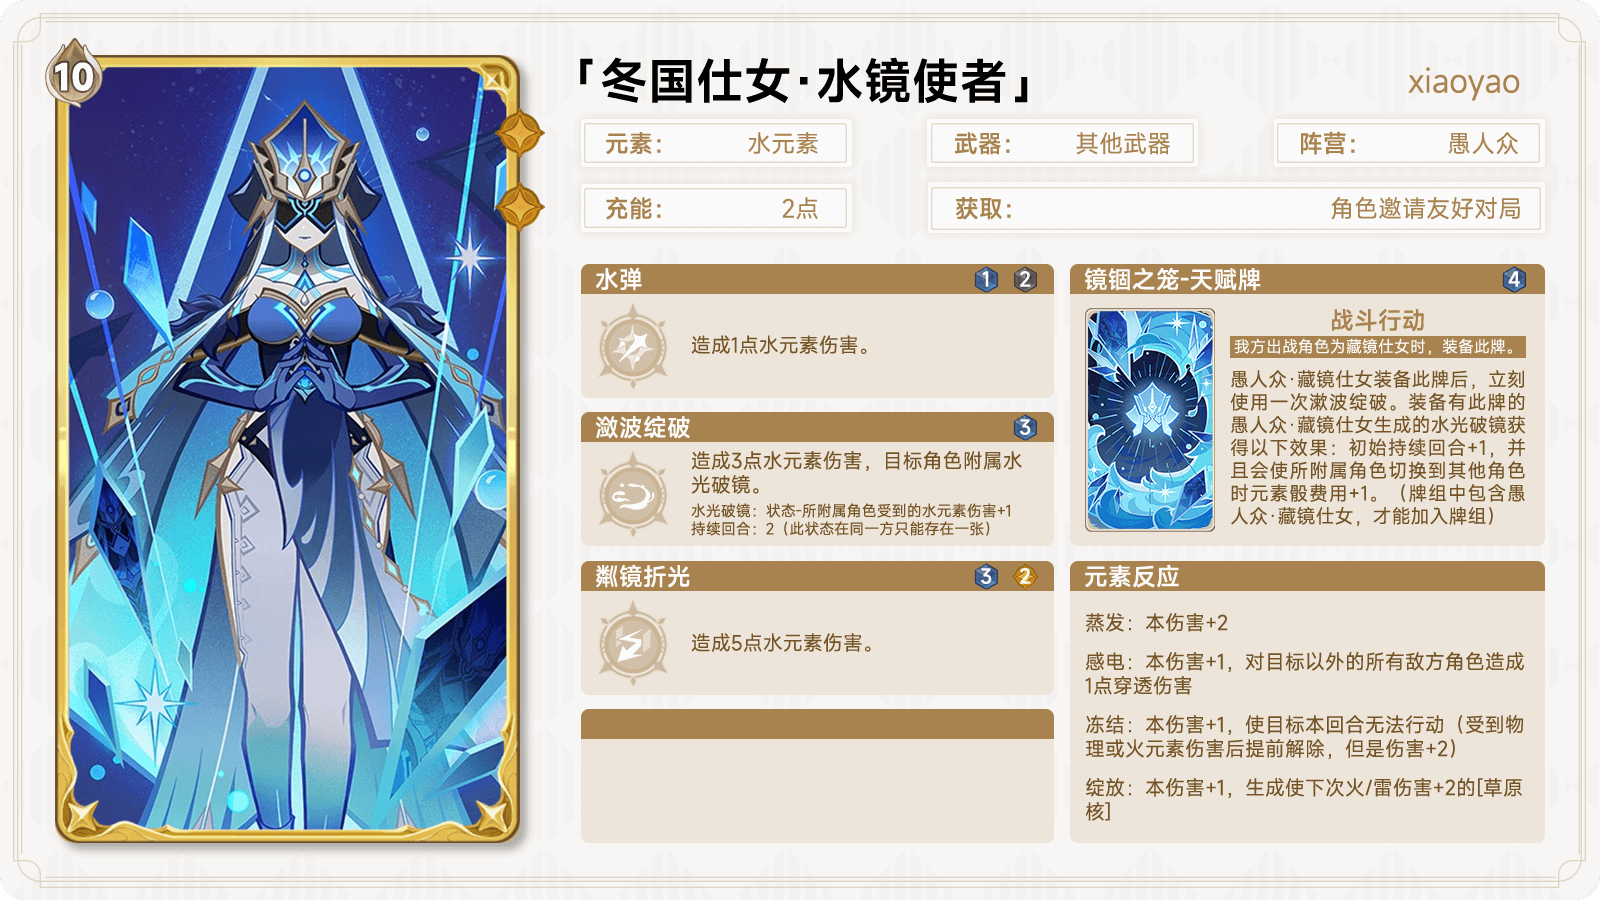 10
「冬国仕女·水镜使者」
xiaoyao
元素： 水元素
武器： 其他武器
阵营： 愚人众
充能： 2点
获取： 角色邀请友好对局
水弹 1 2
造成1点水元素伤害。
潋波绽破 3
造成3点水元素伤害，目标角色附属水
光破镜。
水光破镜：状态-所附属角色受到的水元素伤害+1
持续回合：2（此状态在同一方只能存在一张）
粼镜折光 3 2
造成5点水元素伤害。
镜锢之笼-天赋牌 4
战斗行动
我方出战角色为藏镜仕女时，装备此牌。
愚人众·藏镜仕女装备此牌后，立刻
使用一次潋波绽破。装备有此牌的
愚人众·藏镜仕女生成的水光破镜获
得以下效果：初始持续回合+1，并
且会使所附属角色切换到其他角色
时元素骰费用+1。（牌组中包含愚
人众·藏镜仕女，才能加入牌组）
元素反应
蒸发：本伤害+2
感电：本伤害+1，对目标以外的所有敌方角色造成
1点穿透伤害
冻结：本伤害+1，使目标本回合无法行动（受到物
理或火元素伤害后提前解除，但是伤害+2）
绽放：本伤害+1，生成使下次火/雷伤害+2的[草原
核]